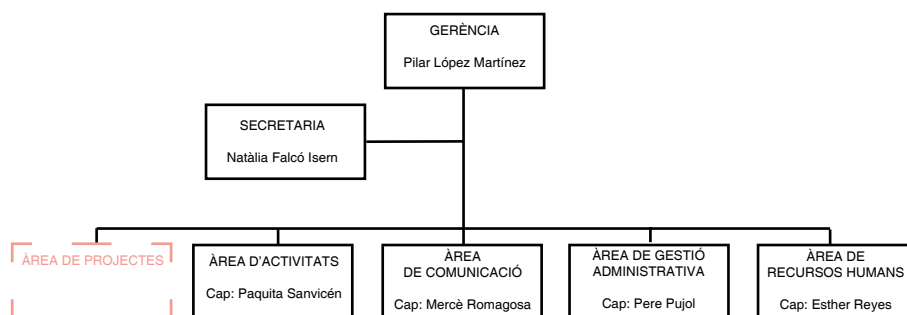 GERÈNCIA
Pilar López Martínez
SECRETARIA
Natàlia Falcó Isern
ÀREA DE PROJECTES
ÀREA D'ACTIVITATS
Cap: Paquita Sanvicén
ÀREA
DE COMUNICACIÓ
Cap: Mercè Romagosa
ÀREA DE GESTIÓ
ADMINISTRATIVA
Cap: Pere Pujol
ÀREA DE
RECURSOS HUMANS
Cap: Esther Reyes